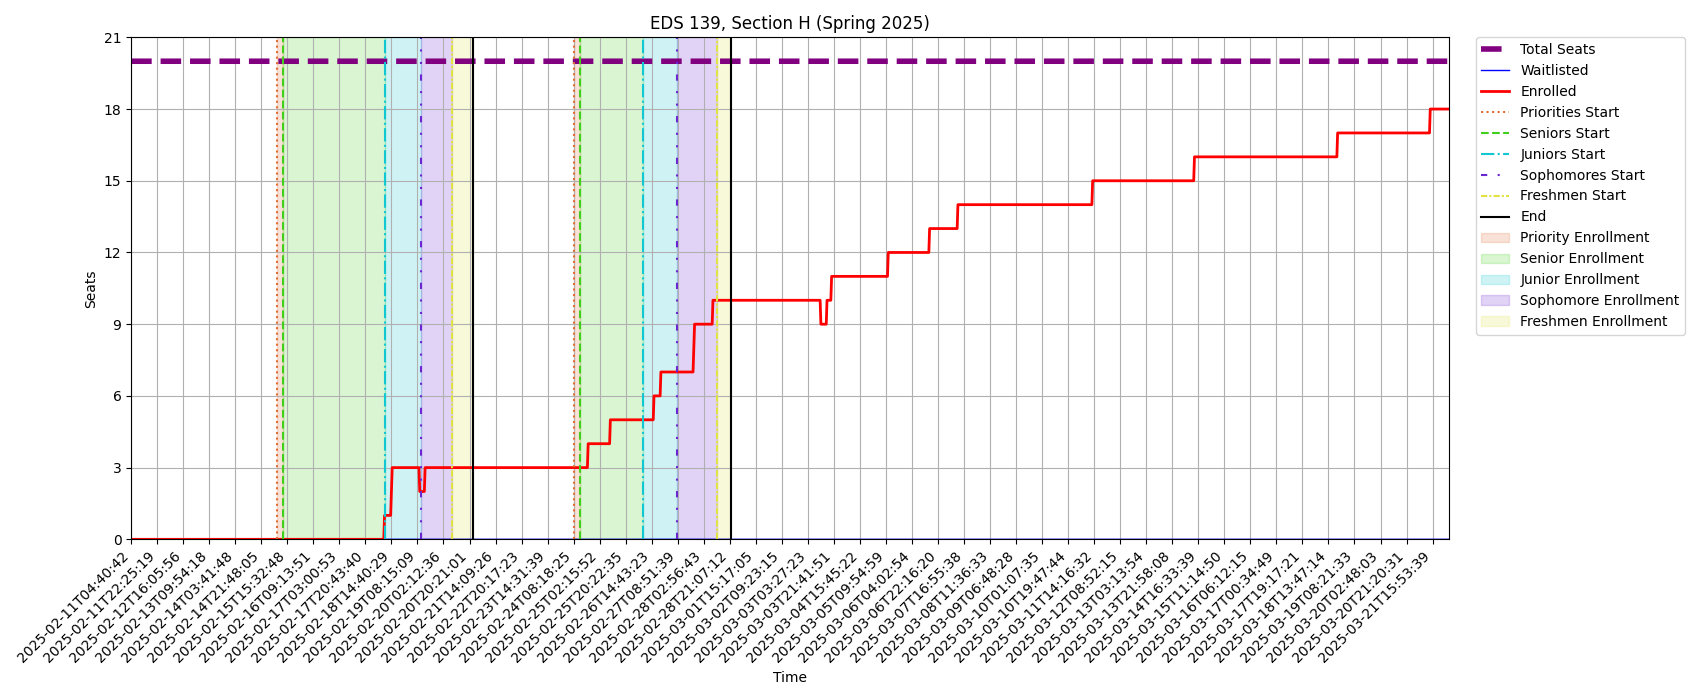 EDS 139, Section H (Spring 2025)
Seats
21
18
15
12
9
6
3
0
2025-02-11T04:40:42
2025-02-11T22:25:19
2025-02-12T16:05:56
2025-02-13T09:54:18
2025-02-14T03:41:48
2025-02-14T21:48:05
2025-02-15T15:32:48
2025-02-16T09:13:51
2025-02-17T03:00:53
2025-02-17T20:43:40
2025-02-18T14:40:29
2025-02-19T08:15:09
2025-02-20T02:12:36
2025-02-20T20:21:01
2025-02-21T14:09:26
2025-02-22T20:17:23
2025-02-23T14:31:39
2025-02-24T08:18:25
2025-02-25T02:15:52
2025-02-25T20:22:35
2025-02-26T14:43:23
2025-02-27T08:51:39
2025-02-28T02:56:43
2025-02-28T21:07:12
2025-03-01T15:17:05
2025-03-02T09:23:15
2025-03-03T03:27:23
2025-03-03T21:41:51
2025-03-04T15:45:22
2025-03-05T09:54:59
2025-03-06T04:02:54
2025-03-06T22:16:20
2025-03-07T16:55:38
2025-03-08T11:36:33
2025-03-09T06:48:28
2025-03-10T01:07:35
2025-03-10T19:47:44
2025-03-11T14:16:32
2025-03-12T08:52:15
2025-03-13T03:13:54
2025-03-13T21:58:08
2025-03-14T16:33:39
2025-03-15T11:14:50
2025-03-16T06:12:15
2025-03-17T00:34:49
2025-03-17T19:17:21
2025-03-18T13:47:14
2025-03-19T08:21:33
2025-03-20T02:48:03
2025-03-20T21:20:31
2025-03-21T15:53:39
Time
Total Seats
Waitlisted
Enrolled
Priorities Start
Seniors Start
Juniors Start
Sophomores Start
Freshmen Start
End
Priority Enrollment
Senior Enrollment
Junior Enrollment
Sophomore Enrollment
Freshmen Enrollment